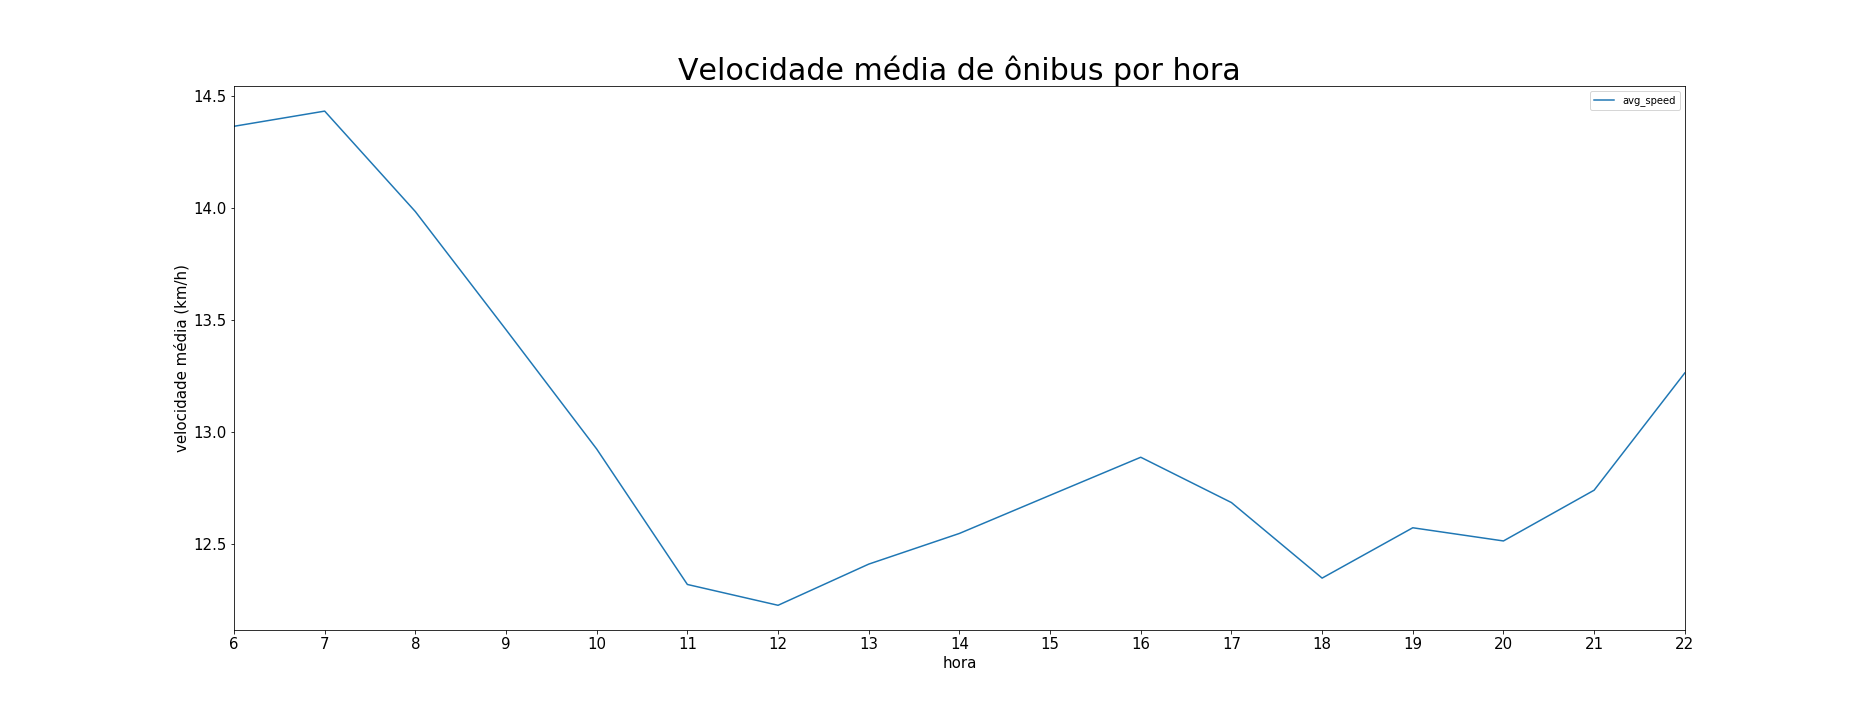 Velocidade média de ônibus por hora
avg_speed
14.5
14.0
13.5
13.0
12.5
velocidade média (km/h)
6 7 8 9 10 11 12 13 14 15 16 17 18 19 20 21 22
hora